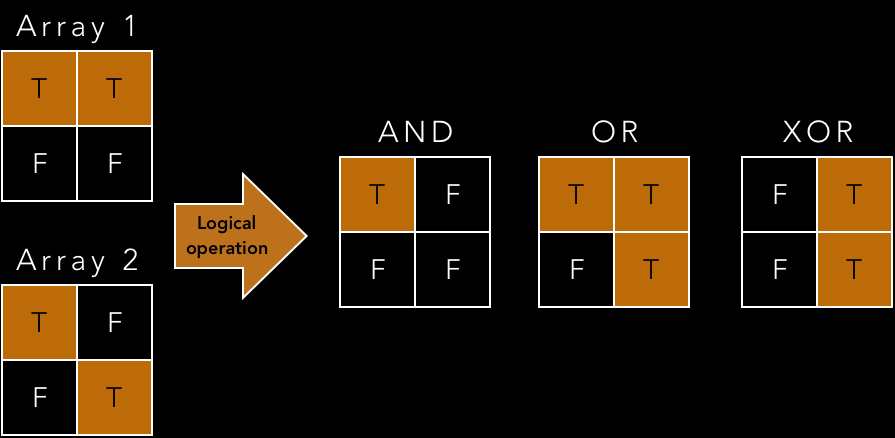 Array 1
T T
F F
Array 2
T F
F T
Logical
operation
AND
T F
F F
OR
T T
F T
XOR
F T
F T